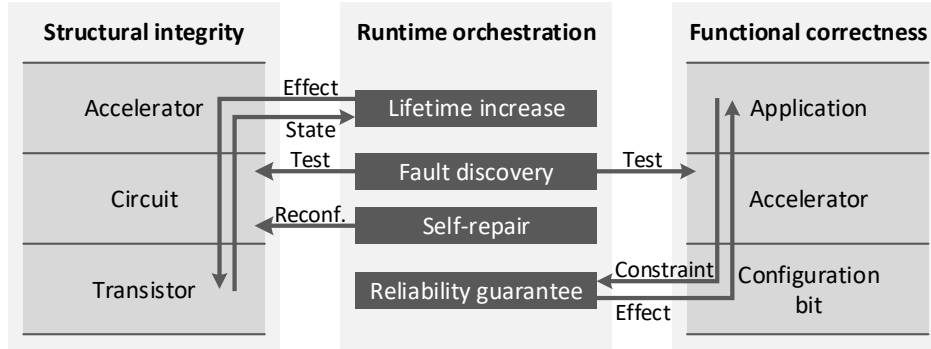 Structural integrity
Runtime orchestration
Functional correctness
Accelerator
Circuit
Transistor
Effect
State
Test
Reconf.
Lifetime increase
Fault discovery
Self-repair
Reliability guarantee
Test
Constraint
Effect
Application
Accelerator
Configuration
bit